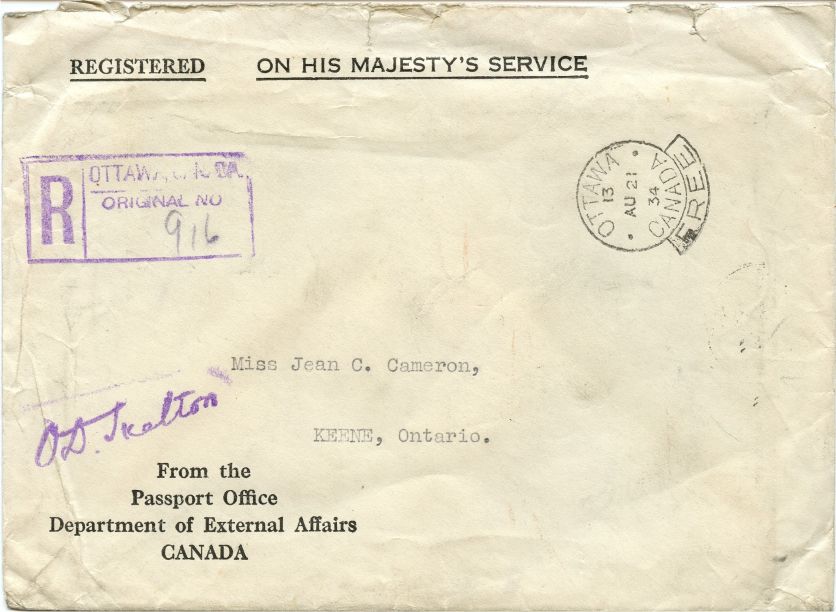 REGISTERED ON HIS MAJESTY'S SERVICE
OTTAWA
ORIGINAL NO
R
916
OTTAWA
13
AU 21
34
CANADA
FREE
Miss Jean C. Cameron,
KEENE, Ontario.
O.D. Skelton
From the
Passport Office
Department of External Affairs
CANADA